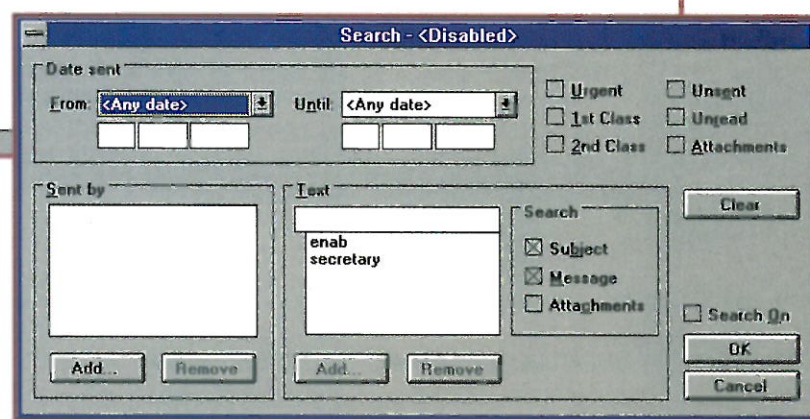 Search - <Disabled>
Date sent
From: <Any date> Until: <Any date>
Urgent Unsent
1st Class Unread
2nd Class Attachments
Sent by
Text
enab
secretary
Search
Subject
Message
Attachments
Clear
Search On
OK
Cancel
Add... Remove
Add... Remove